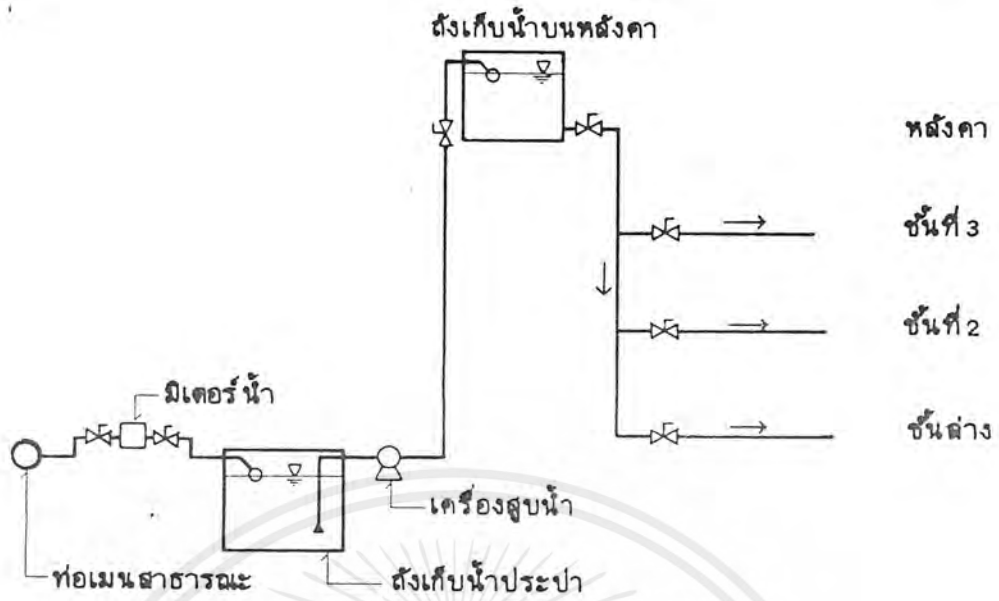 ถังเก็บน้ำบนหลังคา
หลังคา
ชั้นที่3
ชั้นที่2
มิเตอร์น้ำ
ชั้นล่าง
เครื่องสูบน้ำ
ท่อเมนสาธารณะ
ถังเก็บน้ำประปา